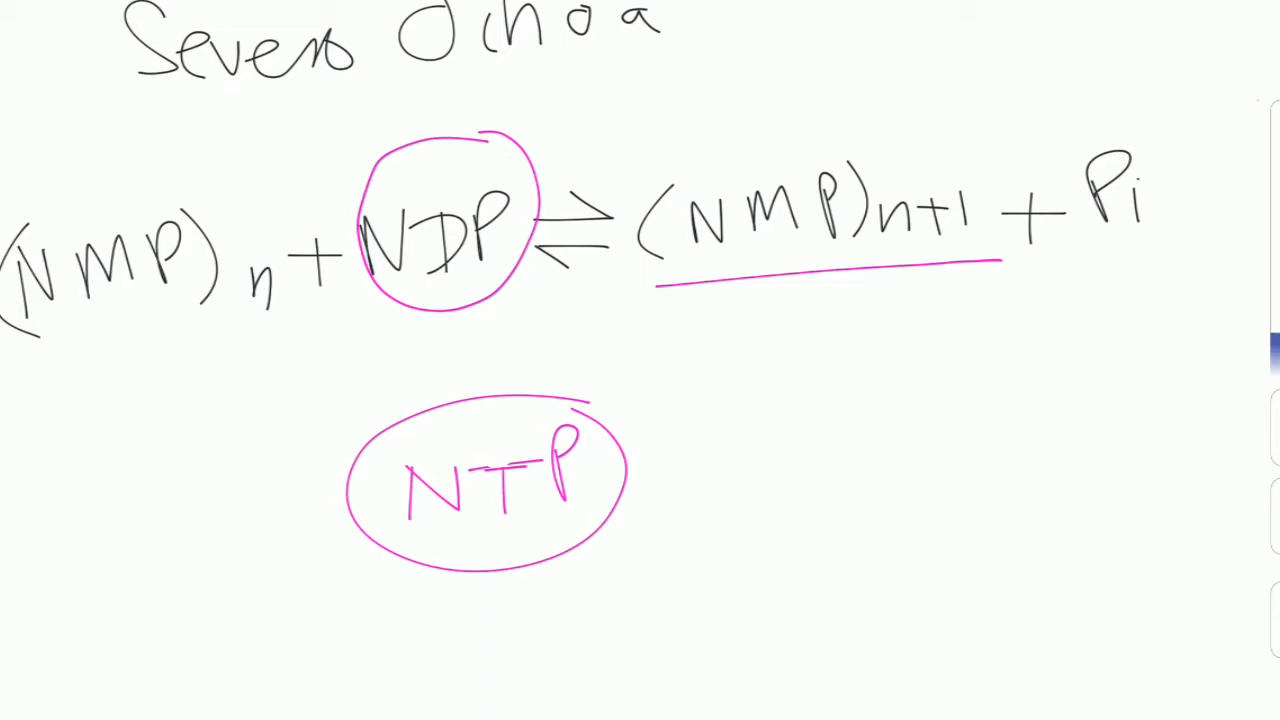 Severo Ochoa
(NMP)n + NDP ⇌ (NMP)n+1 + Pi
NTP